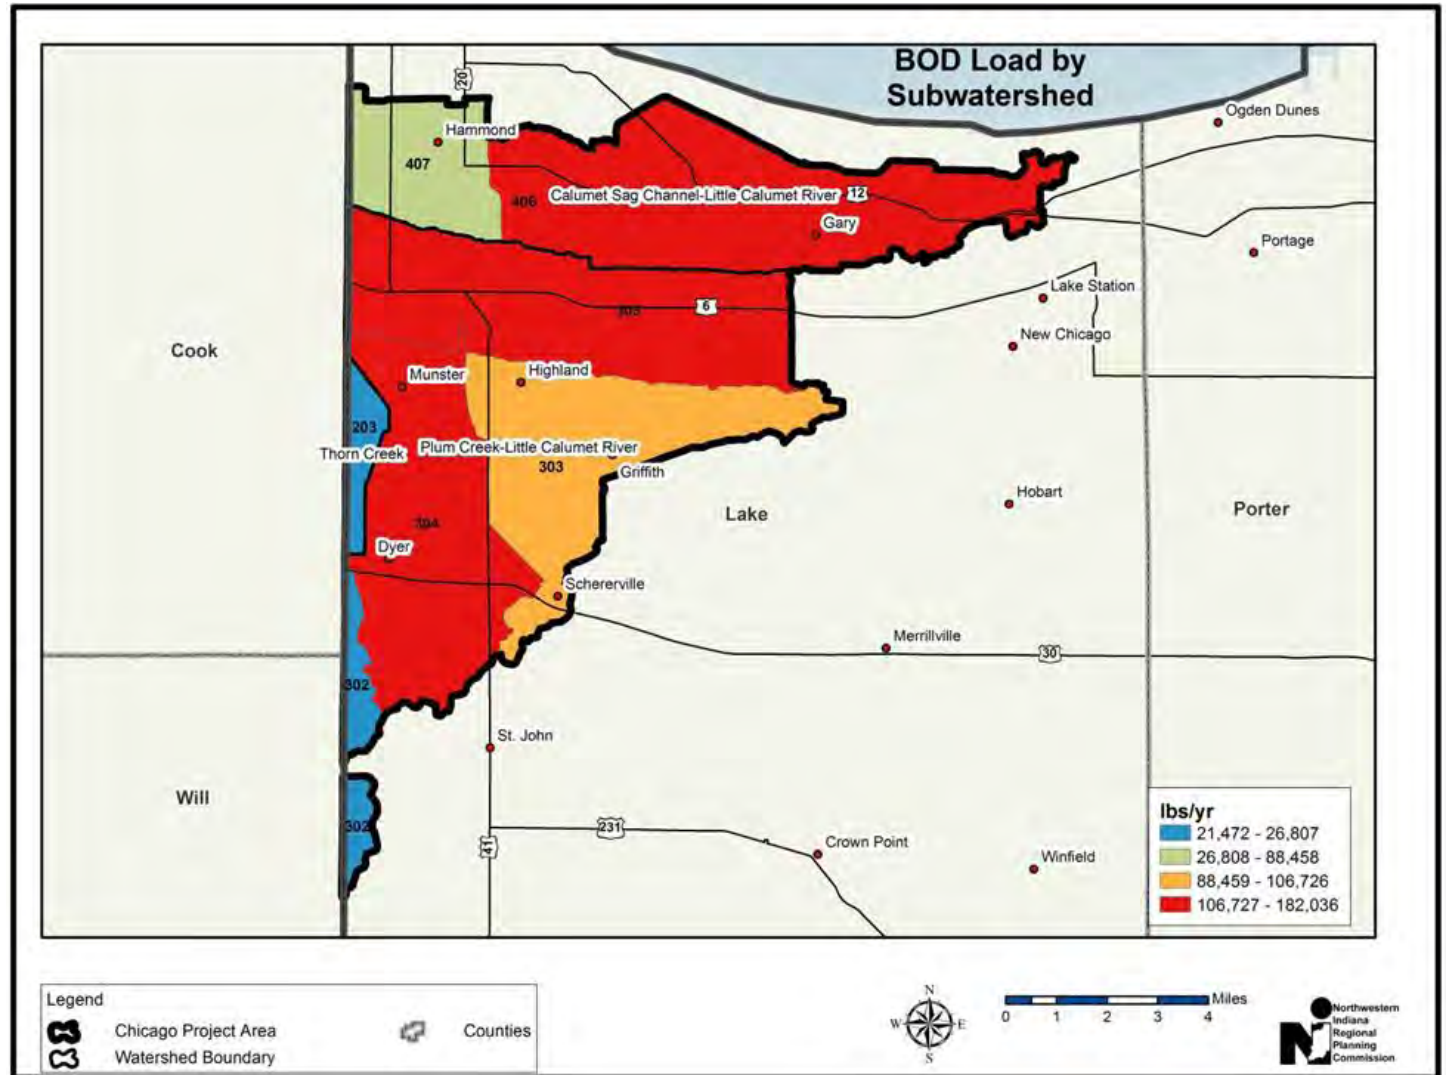 BOD Load by
Subwatershed
20
Ogden Dunes
Hammond
407
406
Calumet Sag Channel-Little Calumet River
12
Gary
Portage
Lake Station
305
6
New Chicago
Cook
Munster
Highland
203
Thorn Creek
Plum Creek-Little Calumet River
303
Griffith
Hobart
Lake
Porter
304
Dyer
Schererville
Merrillville
30
302
St. John
Will
302
231
41
Crown Point
Winfield
lbs/yr
21,472 - 26,807
26,808 - 88,458
88,459 - 106,726
106,727 - 182,036
Legend
Chicago Project Area
Counties
Watershed Boundary
N
W
E
S
Miles
0 1 2 3 4
Northwestern
Indiana
Regional
Planning
Commission